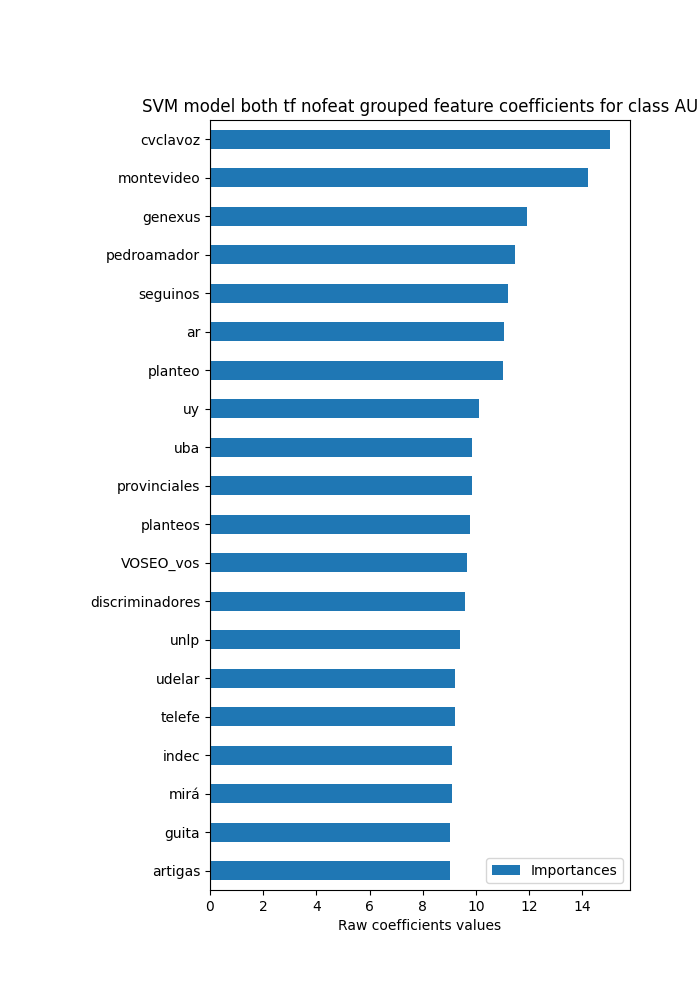 SVM model both tf nofeat grouped feature coefficients for class AU
cvclavoz
montevideo
genexus
pedroamador
seguinos
ar
planteo
uy
uba
provinciales
planteos
VOSEO_vos
discriminadores
unlp
udelar
telefe
indec
mirá
guita
artigas
Importances
0 2 4 6 8 10 12 14
Raw coefficients values